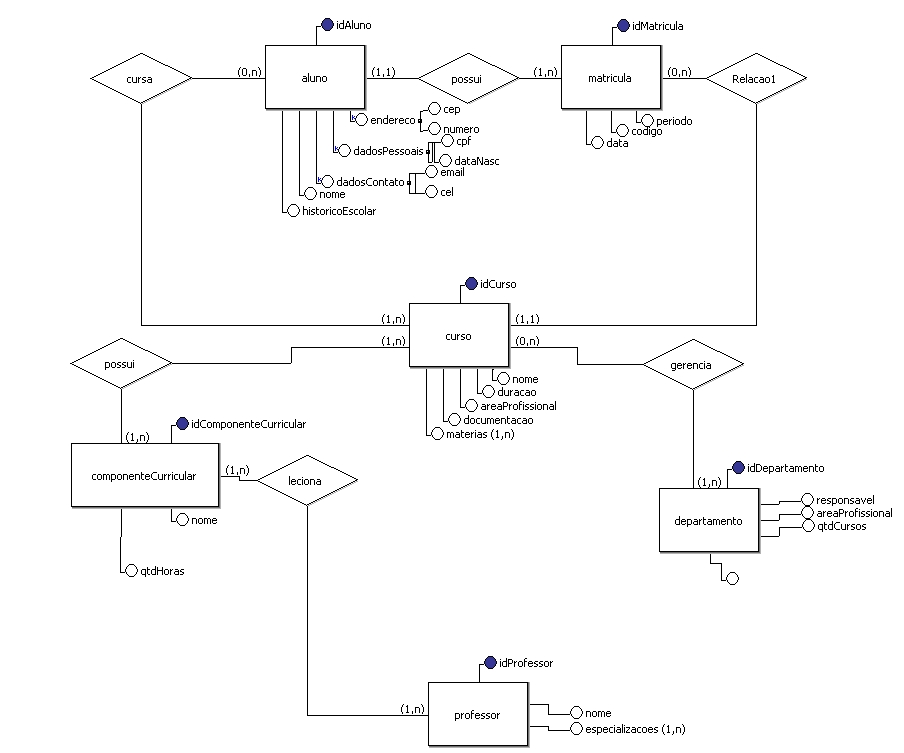 idAluno
idMatricula
cursa
(0,n)
aluno
(1,1)
possui
(1,n)
matricula
(0,n)
Relacao1
endereco
cep
numero
periodo
codigo
data
dadosPessoais
cpf
dataNasc
dadosContato
email
cel
nome
historicoEscolar
idCurso
(1,n)
(1,1)
curso
(1,n)
(0,n)
possui
gerencia
nome
duracao
areaProfissional
documentacao
materias (1,n)
idComponenteCurricular
(1,n)
componenteCurricular
(1,n)
leciona
nome
qtdHoras
idDepartamento
(1,n)
departamento
responsavel
areaProfissional
qtdCursos
idProfessor
(1,n)
professor
nome
especializacoes (1,n)